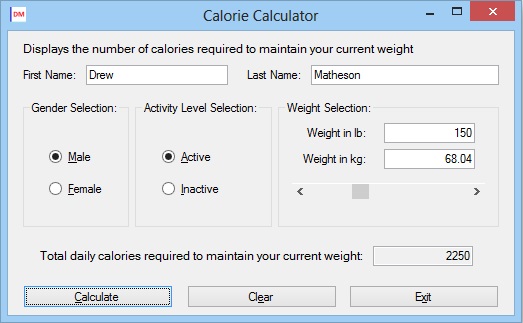 DM Calorie Calculator
Displays the number of calories required to maintain your current weight
First Name: Drew Last Name: Matheson
Gender Selection: Activity Level Selection: Weight Selection:
Weight in lb: 150
Male Active Weight in kg: 68.04
Female Inactive
Total daily calories required to maintain your current weight: 2250
Calculate Clear Exit